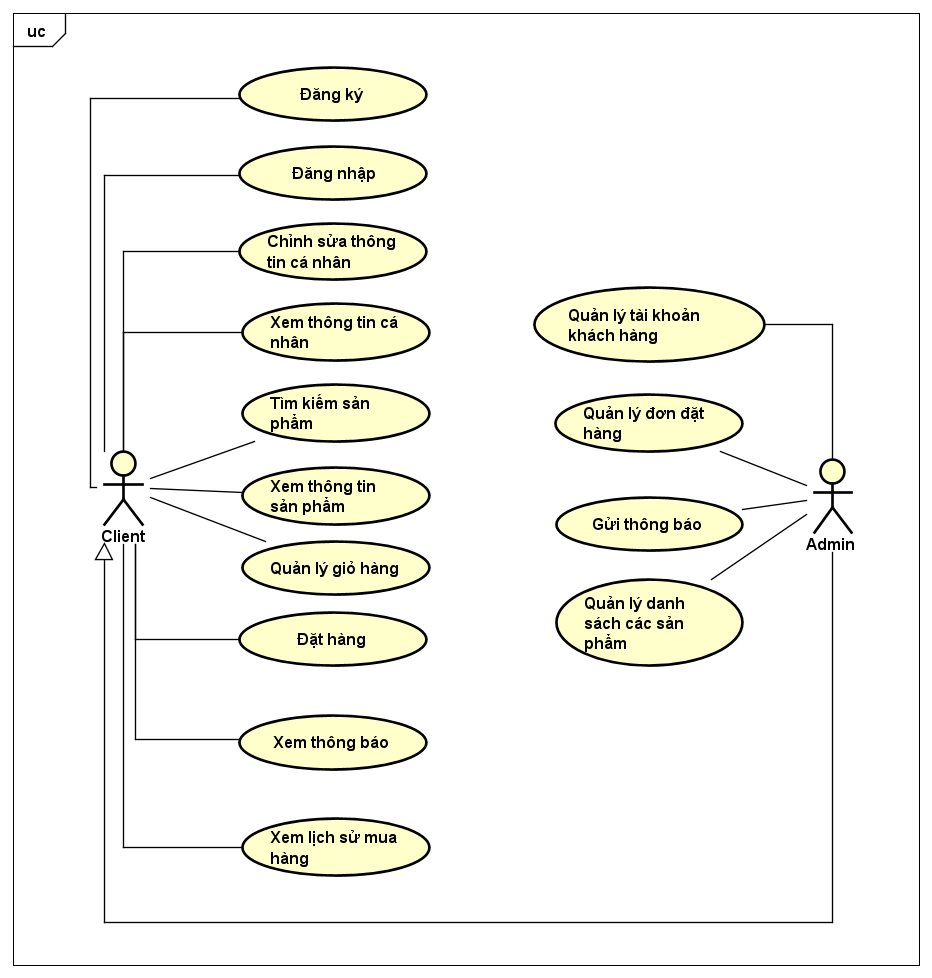 uc
Đăng ký
Đăng nhập
Chỉnh sửa thông
tin cá nhân
Xem thông tin cá
nhân
Tìm kiếm sản
phẩm
Xem thông tin
sản phẩm
Quản lý giỏ hàng
Đặt hàng
Xem thông báo
Xem lịch sử mua
hàng
Client
Quản lý tài khoản
khách hàng
Quản lý đơn đặt
hàng
Gửi thông báo
Quản lý danh
sách các sản
phẩm
Admin